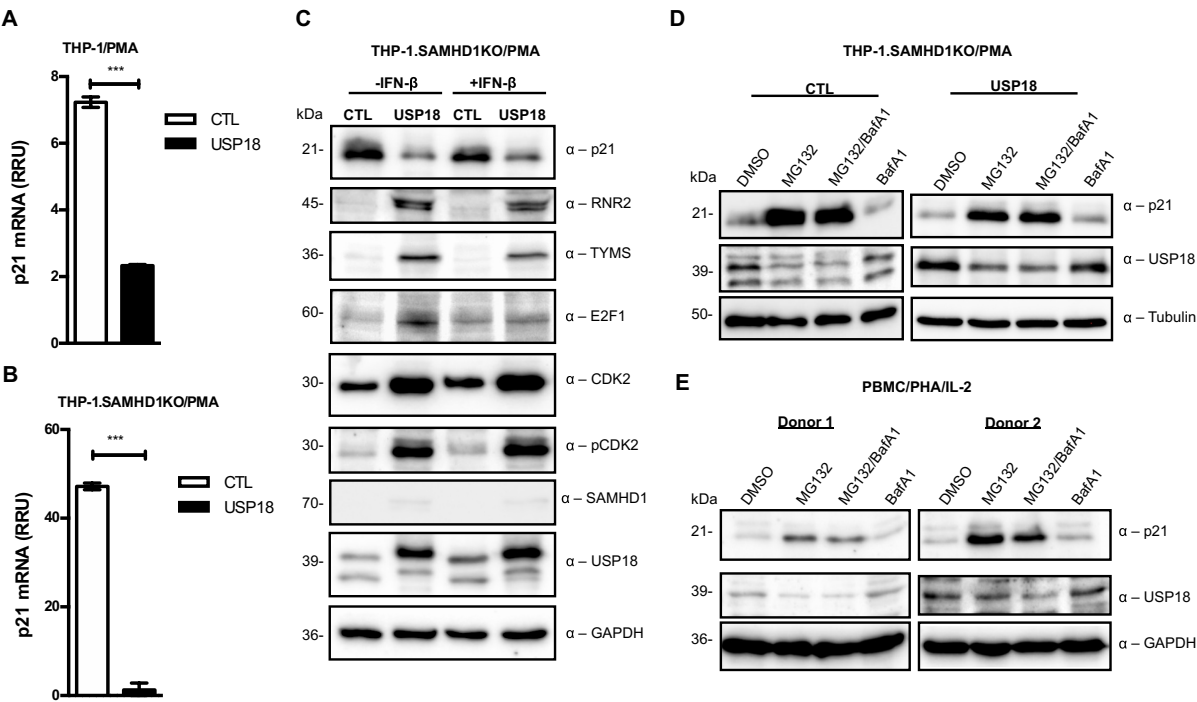 A
THP-1/PMA
***
8
6
4
2
0
p21 mRNA (RRU)
CTL
USP18
B
THP-1.SAMHD1KO/PMA
***
60
40
20
0
p21 mRNA (RRU)
CTL
USP18
C
THP-1.SAMHD1KO/PMA
-IFN-β +IFN-β
kDa CTL USP18 CTL USP18
21- α – p21
45- α – RNR2
36- α – TYMS
60- α – E2F1
30- α – CDK2
30- α – pCDK2
70- α – SAMHD1
39- α – USP18
36- α – GAPDH
D
THP-1.SAMHD1KO/PMA
CTL USP18
kDa DMSO MG132 MG132/BafA1 BafA1 DMSO MG132 MG132/BafA1 BafA1
21- α – p21
39- α – USP18
50- α – Tubulin
E
PBMC/PHA/IL-2
Donor 1 Donor 2
kDa DMSO MG132 MG132/BafA1 BafA1 DMSO MG132 MG132/BafA1 BafA1
21- α – p21
39- α – USP18
36- α – GAPDH